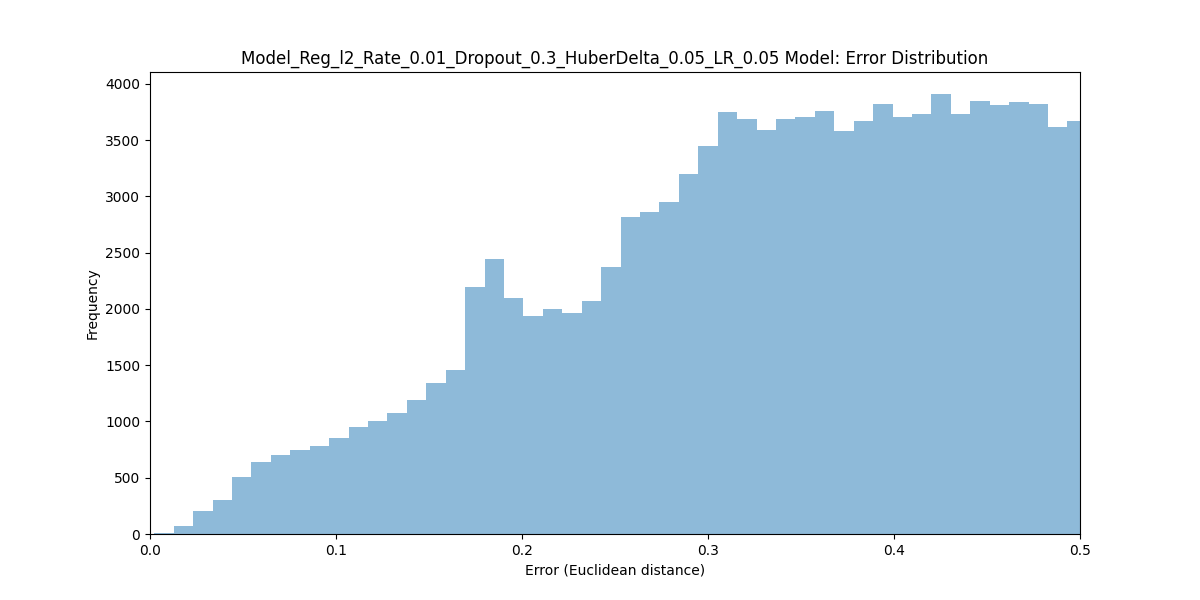 Model_Reg_l2_Rate_0.01_Dropout_0.3_HuberDelta_0.05_LR_0.05 Model: Error Distribution
4000
3500
3000
2500
2000
1500
1000
500
0
Frequency
0.0 0.1 0.2 0.3 0.4 0.5
Error (Euclidean distance)